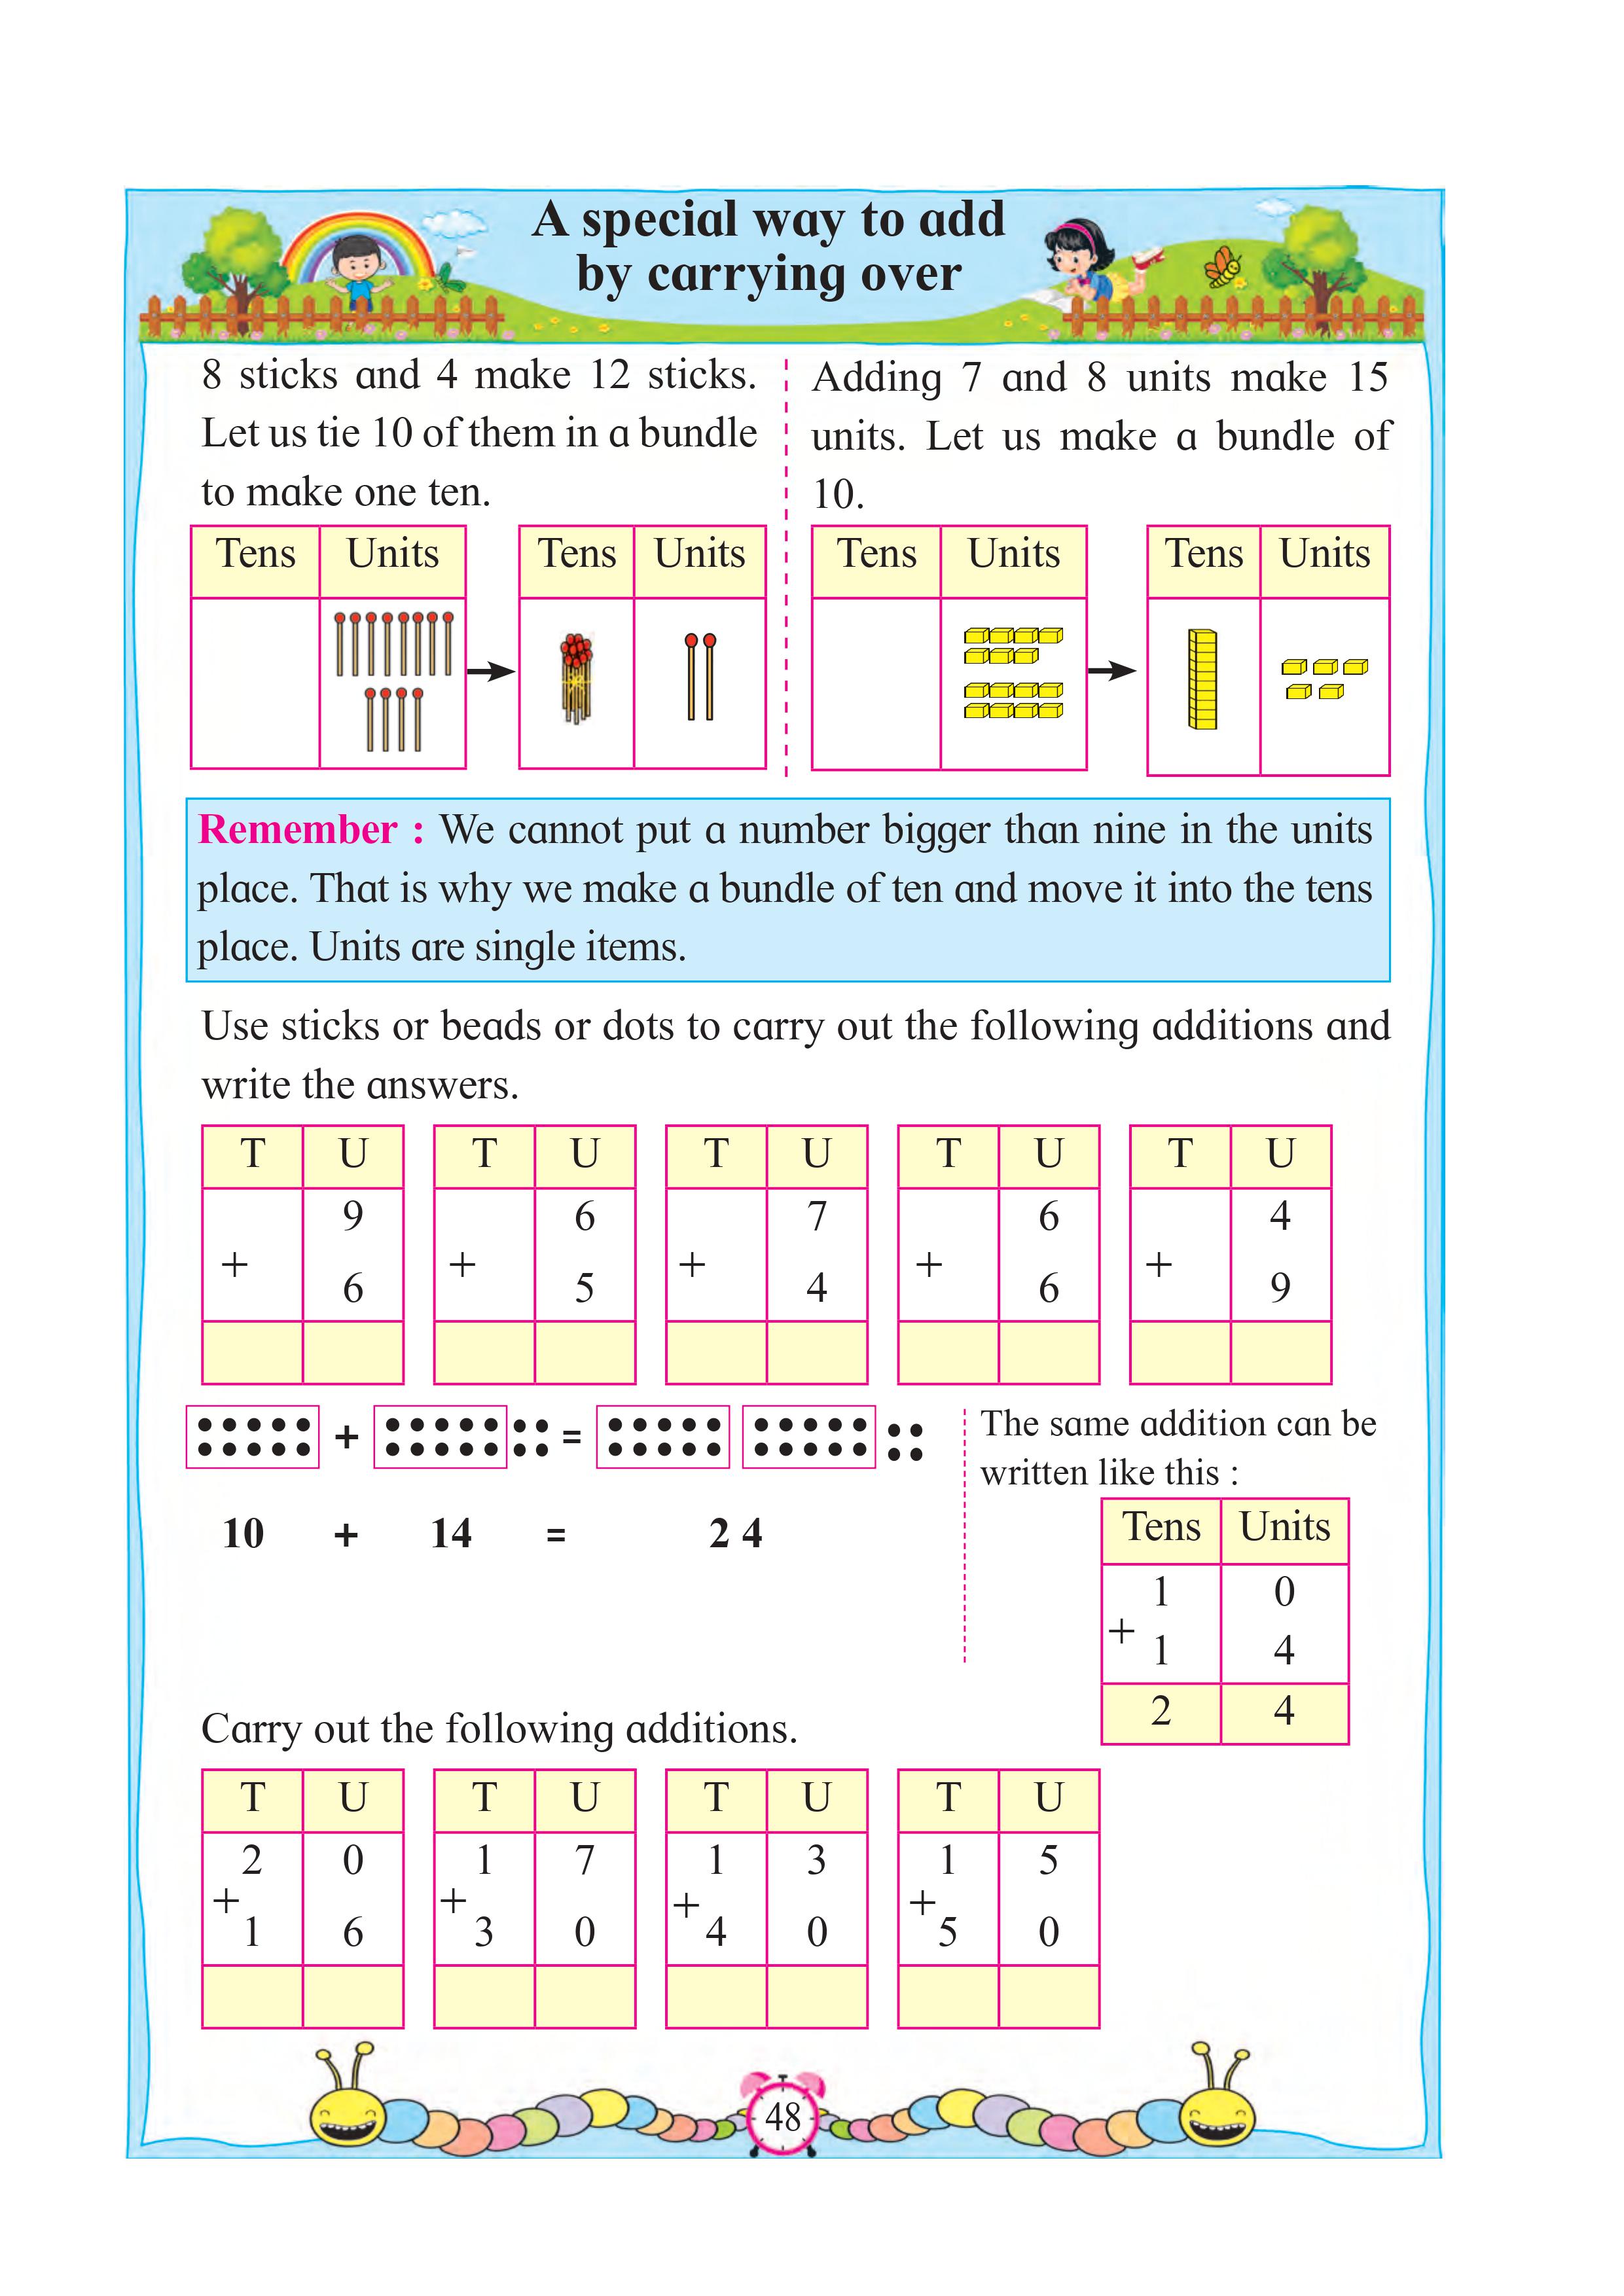 A special way to add
by carrying over
8 sticks and 4 make 12 sticks.
Let us tie 10 of them in a bundle
to make one ten.
Tens Units Tens Units
Adding 7 and 8 units make 15
units. Let us make a bundle of
10.
Tens Units Tens Units
Remember : We cannot put a number bigger than nine in the units
place. That is why we make a bundle of ten and move it into the tens
place. Units are single items.
Use sticks or beads or dots to carry out the following additions and
write the answers.
T U T U T U T U T U
9 6 7 6 4
+ + + + +
6 5 4 6 9
+ =
10 + 14 = 2 4
The same addition can be
written like this :
Tens Units
1 0
+
1 4
2 4
Carry out the following additions.
T U T U T U T U
2 0 1 7 1 3 1 5
+ + + +
1 6 3 0 4 0 5 0
48